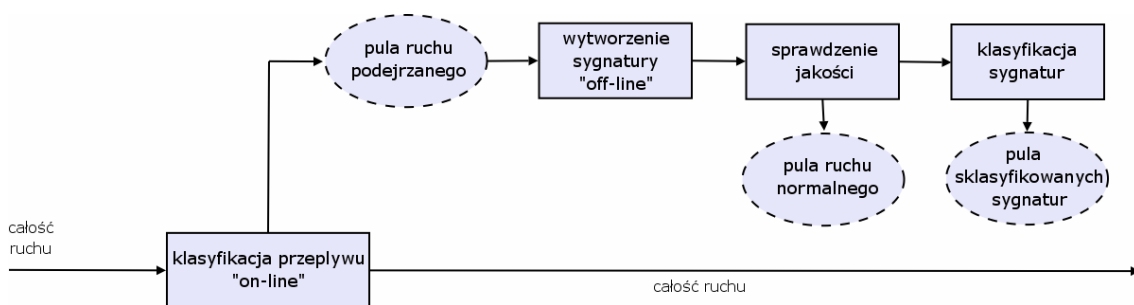 pula ruchu
podejrzanego
wytworzenie
sygnatury
"off-line"
sprawdzenie
jakości
klasyfikacja
sygnatur
pula ruchu
normalnego
pula
sklasyfikowanych
sygnatur
całość
ruchu
klasyfikacja przeplywu
"on-line"
całość ruchu